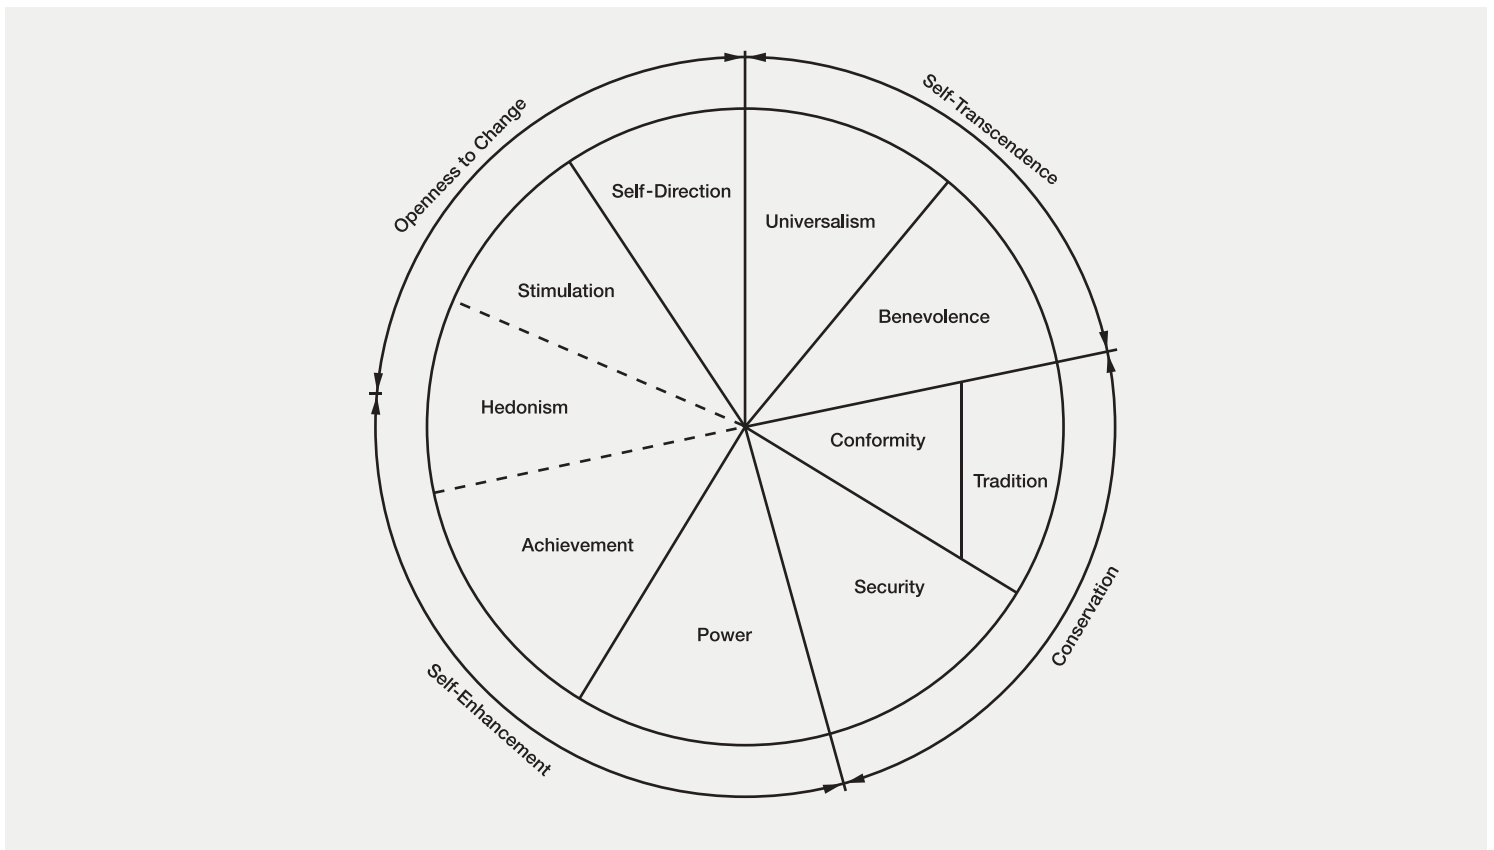 Openness to Change
Self-Transcendence
Self-Direction
Universalism
Stimulation
Benevolence
Hedonism
Conformity
Tradition
Achievement
Security
Power
Conservation
Self-Enhancement